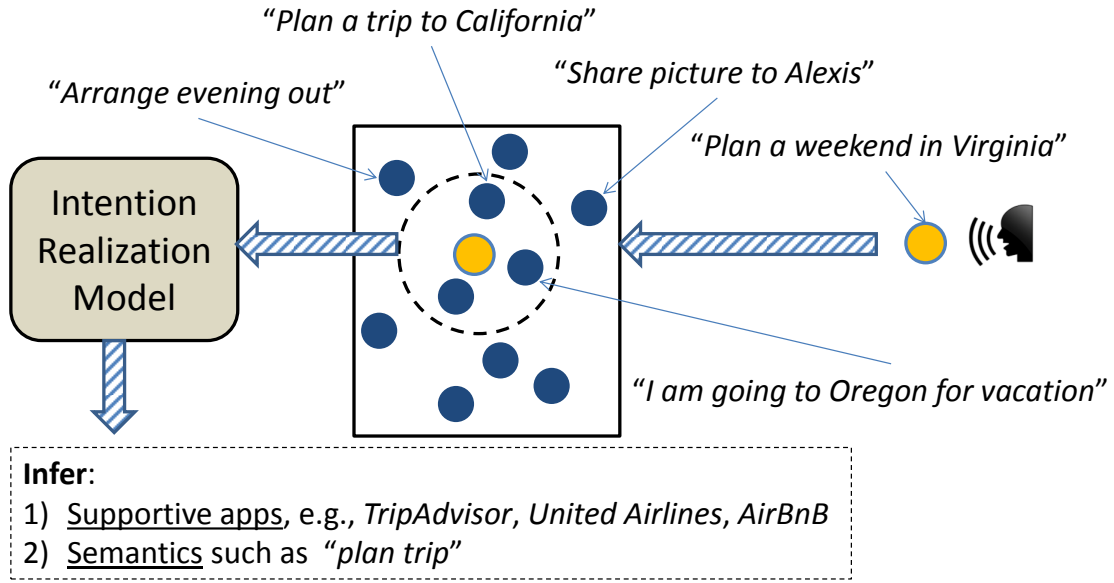 “Plan a trip to California”
“Share picture to Alexis”
“Arrange evening out”
“Plan a weekend in Virginia”
Intention
Realization
Model
“I am going to Oregon for vacation”
Infer:
1) Supportive apps, e.g., TripAdvisor, United Airlines, AirBnB
2) Semantics such as “plan trip”